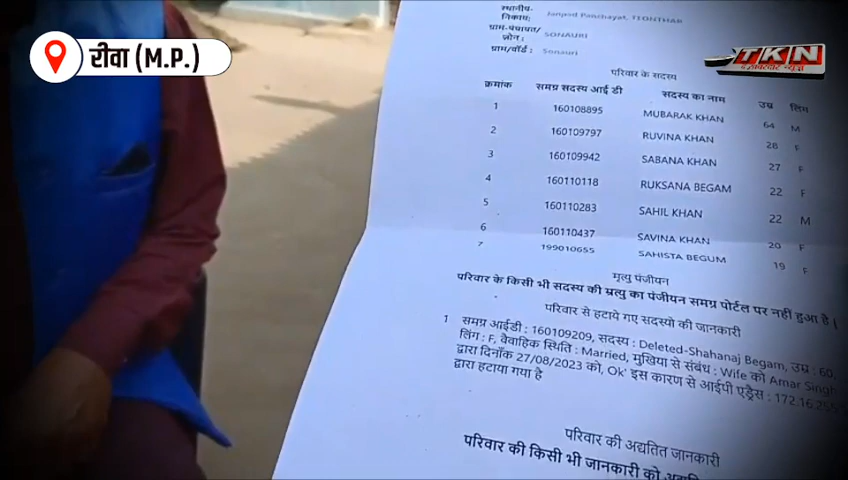 रीवा (M.P.)
TKN
स्थानीय-
निकाय: Janpad Panchayat, TEONTHAR
ग्राम-पंचायत/
ज़ोन : SONAURI
ग्राम/वॉर्ड : Sonauri
परिवार के सदस्य
क्रमांक समग्र सदस्य आई डी सदस्य का नाम उम्र लिंग
1 160108895 MUBARAK KHAN 64 M
2 160109797 RUVINA KHAN 28 F
3 160109942 SABANA KHAN 27 F
4 160110118 RUKSANA BEGAM 22 F
5 160110283 SAHIL KHAN 22 M
6 160110437 SAVINA KHAN 20 F
7 199010655 SAHISTA BEGUM 19 F
मृत्यु पंजीयन
परिवार के किसी भी सदस्य की म्रत्यु का पंजीयन समग्र पोर्टल पर नहीं हुआ है |
परिवार से हटाये गए सदस्यो की जानकारी
1 समग्र आईडी : 160109209, सदस्य : Deleted-Shahanaj Begam, उम्र : 60,
लिंग : F, वैवाहिक स्थिति : Married, मुखिया से संबंध : Wife को Amar Singh
द्वारा दिनाँक 27/08/2023 को, Ok' इस कारण से आईपी एड्रैस : 172.16.255
द्वारा हटाया गया है
परिवार की अद्यतित जानकारी
परिवार की किसी भी जानकारी को